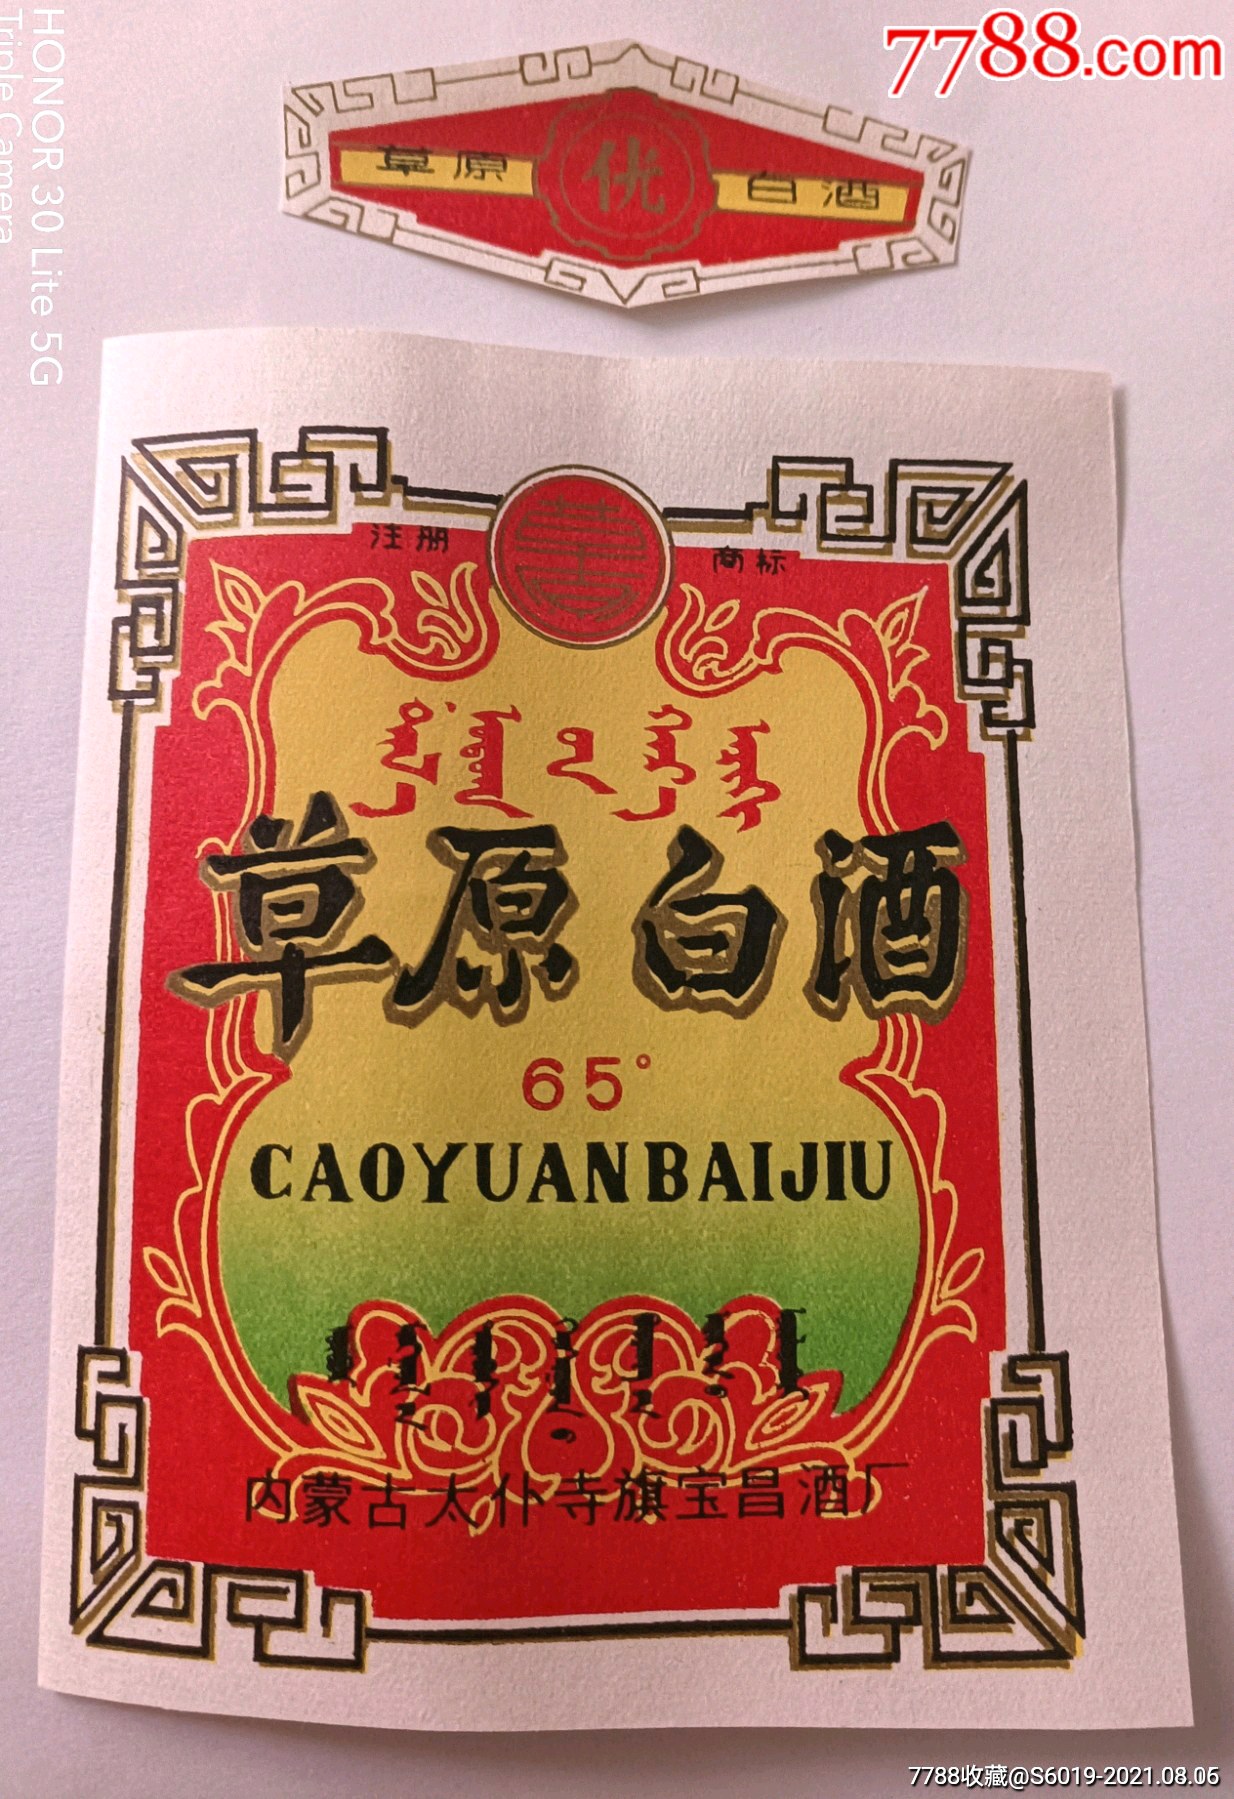 7788.com
HONOR 30 Lite 5G
Triple Camera
草原 优 白酒
注册 商标
草原白酒
65°
CAOYUANBAIJIU
内蒙古太仆寺旗宝昌酒厂
7788收藏@S6019-2021.08.06